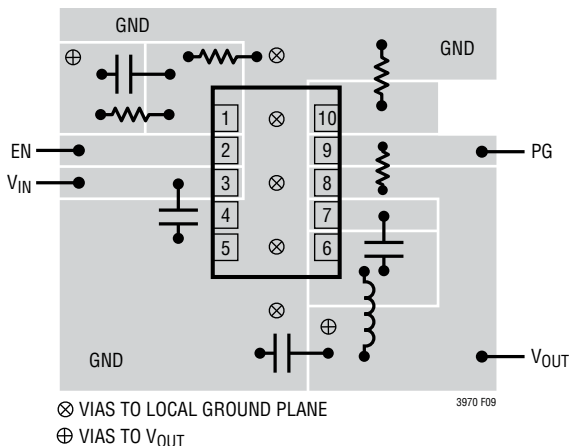 GND
GND
1
10
EN
2
9
PG
V_IN
3
8
4
7
5
6
GND
V_OUT
3970 F09
⊗ VIAS TO LOCAL GROUND PLANE
⊕ VIAS TO V_OUT